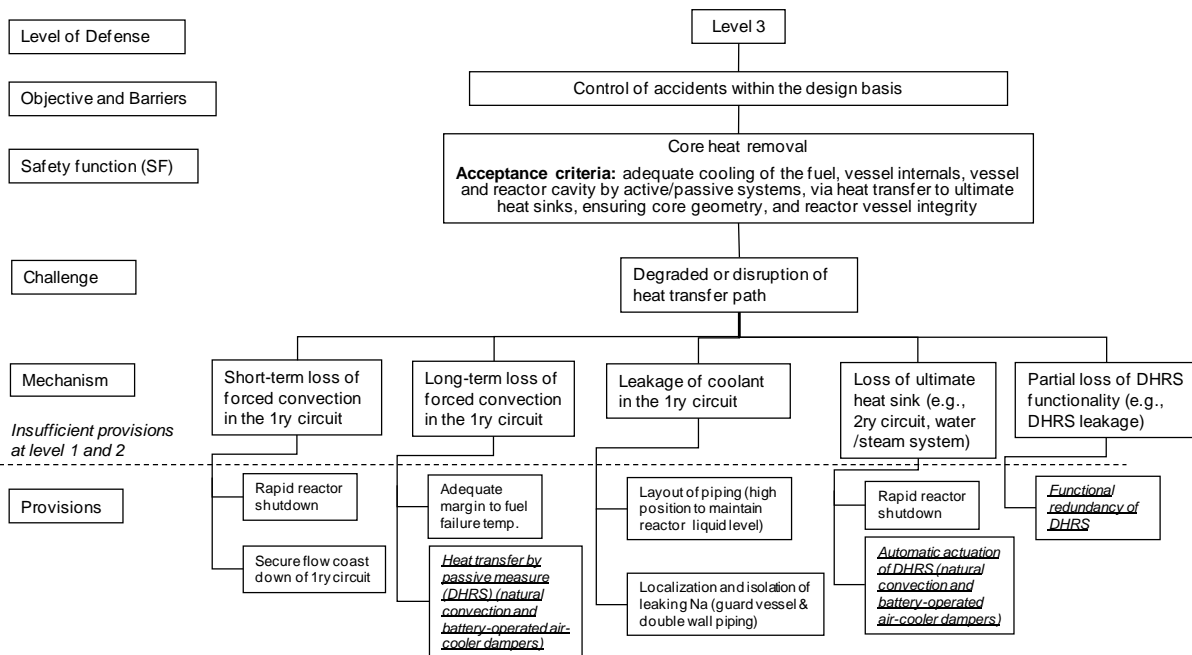 Level of Defense
Level 3
Objective and Barriers
Control of accidents within the design basis
Safety function (SF)
Core heat removal
Acceptance criteria: adequate cooling of the fuel, vessel internals, vessel
and reactor cavity by active/passive systems, via heat transfer to ultimate
heat sinks, ensuring core geometry, and reactor vessel integrity
Challenge
Degraded or disruption of
heat transfer path
Mechanism
Short-term loss of
forced convection
in the 1ry circuit
Long-term loss of
forced convection
in the 1ry circuit
Leakage of coolant
in the 1ry circuit
Loss of ultimate
heat sink (e.g.,
2ry circuit, water
/steam system)
Partial loss of DHRS
functionality (e.g.,
DHRS leakage)
Insufficient provisions
at level 1 and 2
Provisions
Rapid reactor
shutdown
Secure flow coast
down of 1ry circuit
Adequate
margin to fuel
failure temp.
Heat transfer by
passive measure
(DHRS) (natural
convection and
battery-operated air-
cooler dampers)
Layout of piping (high
position to maintain
reactor liquid level)
Localization and isolation of
leaking Na (guard vessel &
double wall piping)
Rapid reactor
shutdown
Automatic actuation
of DHRS (natural
convection and
battery-operated
air-cooler dampers)
Functional
redundancy of
DHRS